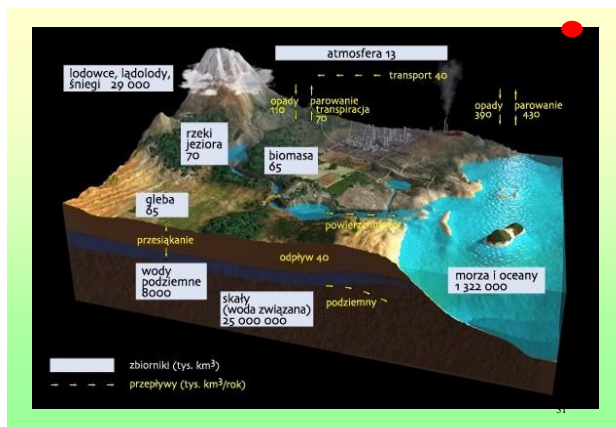 atmosfera 13
lodowce, lądolody,
śniegi 29 000
transport 40
opady
110
parowanie
transpiracja
70
opady
390
parowanie
430
rzeki
jeziora
70
biomasa
65
gleba
65
powierzchniowy
przesiąkanie
odpływ 40
wody
podziemne
8000
morza i oceany
1 322 000
podziemny
skały
(woda związana)
25 000 000
zbiorniki (tys. km³)
przepływy (tys. km³/rok)
31